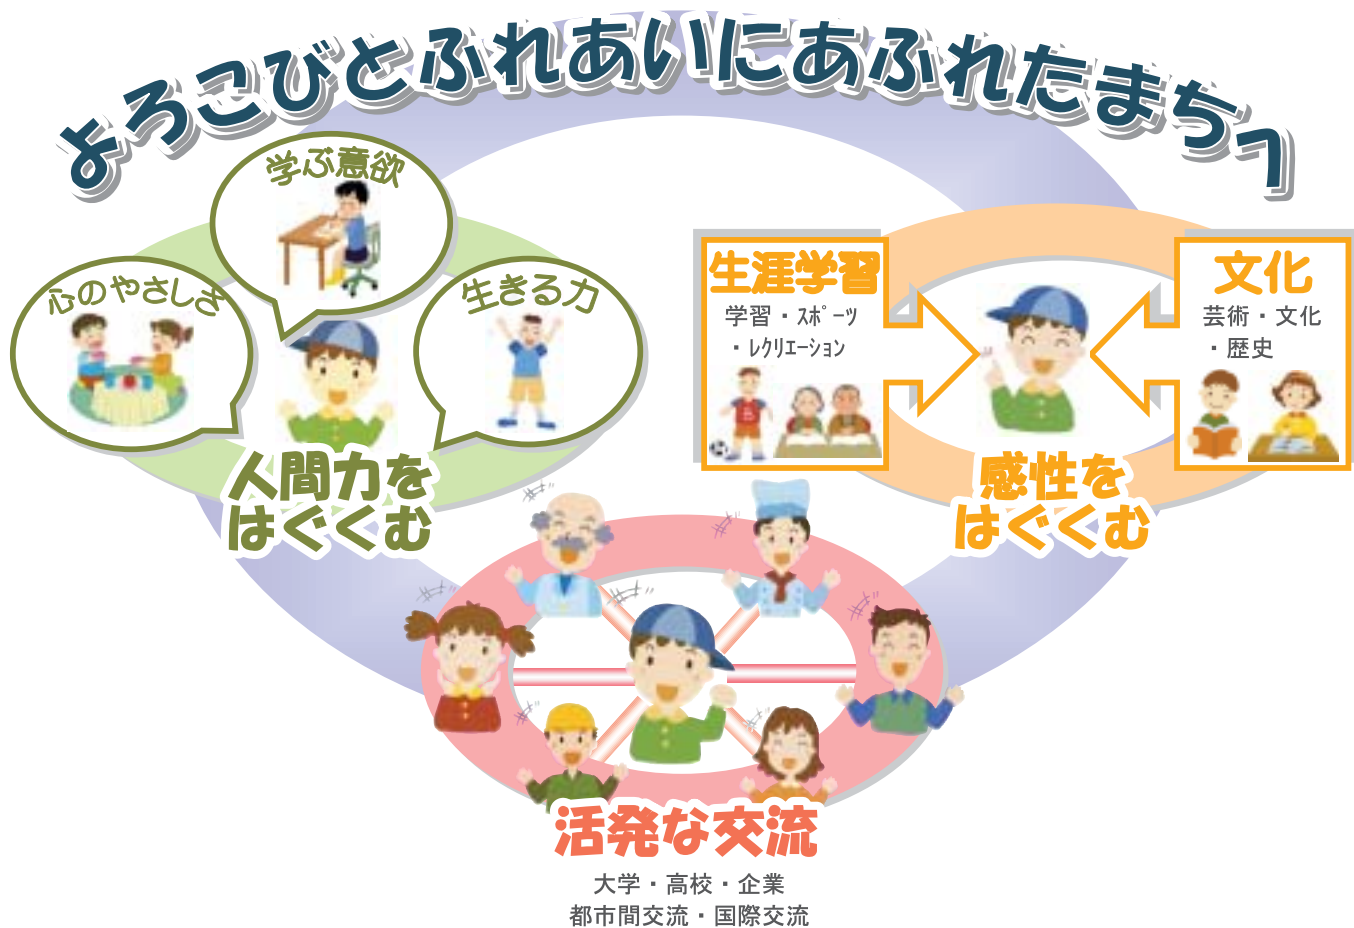 よろこびとふれあいにあふれたまちへ
学ぶ意欲
心のやさしさ
生きる力
人間力を
はぐくむ
生涯学習
学習・ｽﾎﾟｰﾂ
・ﾚｸﾘｴｰｼｮﾝ
文化
芸術・文化
・歴史
感性を
はぐくむ
活発な交流
大学・高校・企業
都市間交流・国際交流